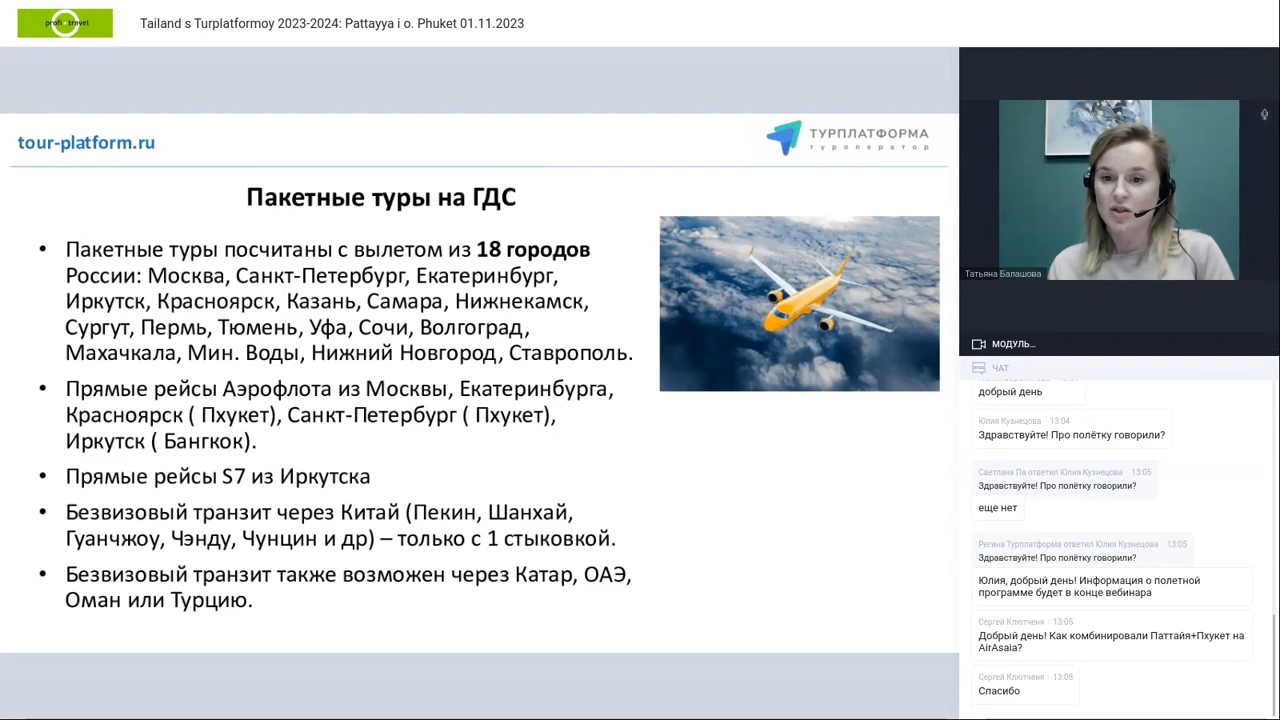 profi travel
Tailand s Turplatformoy 2023-2024: Pattayya i o. Phuket 01.11.2023
tour-platform.ru
ТУРПЛАТФОРМА
туроператор
Пакетные туры на ГДС
• Пакетные туры посчитаны с вылетом из 18 городов
России: Москва, Санкт-Петербург, Екатеринбург,
Иркутск, Красноярск, Казань, Самара, Нижнекамск,
Сургут, Пермь, Тюмень, Уфа, Сочи, Волгоград,
Махачкала, Мин. Воды, Нижний Новгород, Ставрополь.
• Прямые рейсы Аэрофлота из Москвы, Екатеринбурга,
Красноярск ( Пхукет), Санкт-Петербург ( Пхукет),
Иркутск ( Бангкок).
• Прямые рейсы S7 из Иркутска
• Безвизовый транзит через Китай (Пекин, Шанхай,
Гуанчжоу, Чэнду, Чунцин и др) – только с 1 стыковкой.
• Безвизовый транзит также возможен через Катар, ОАЭ,
Оман или Турцию.
Татьяна Балашова
МОДУЛЬ...
ЧАТ
добрый день
Юлия Кузнецова · 13:04
Здравствуйте! Про полётку говорили?
Светлана Па ответил Юлия Кузнецова · 13:05
Здравствуйте! Про полётку говорили?
еще нет
Регина Турплатформа ответил Юлия Кузнецова · 13:05
Здравствуйте! Про полётку говорили?
Юлия, добрый день! Информация о полетной
программе будет в конце вебинара
Сергей Клютченя · 13:05
Добрый день! Как комбинировали Паттайя+Пхукет на
AirAsaia?
Сергей Клютченя · 13:08
Спасибо